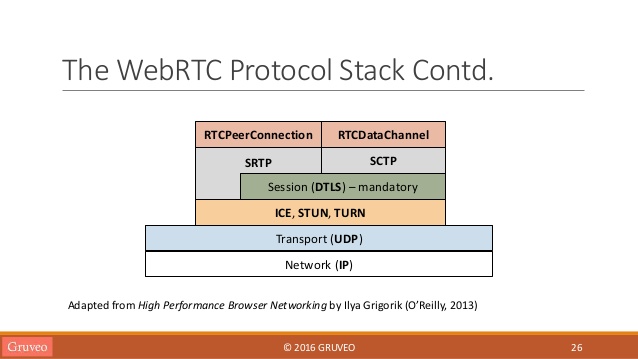 The WebRTC Protocol Stack Contd.
RTCPeerConnection RTCDataChannel
SRTP SCTP
Session (DTLS) – mandatory
ICE, STUN, TURN
Transport (UDP)
Network (IP)
Adapted from High Performance Browser Networking by Ilya Grigorik (O’Reilly, 2013)
Gruveo © 2016 GRUVEO 26